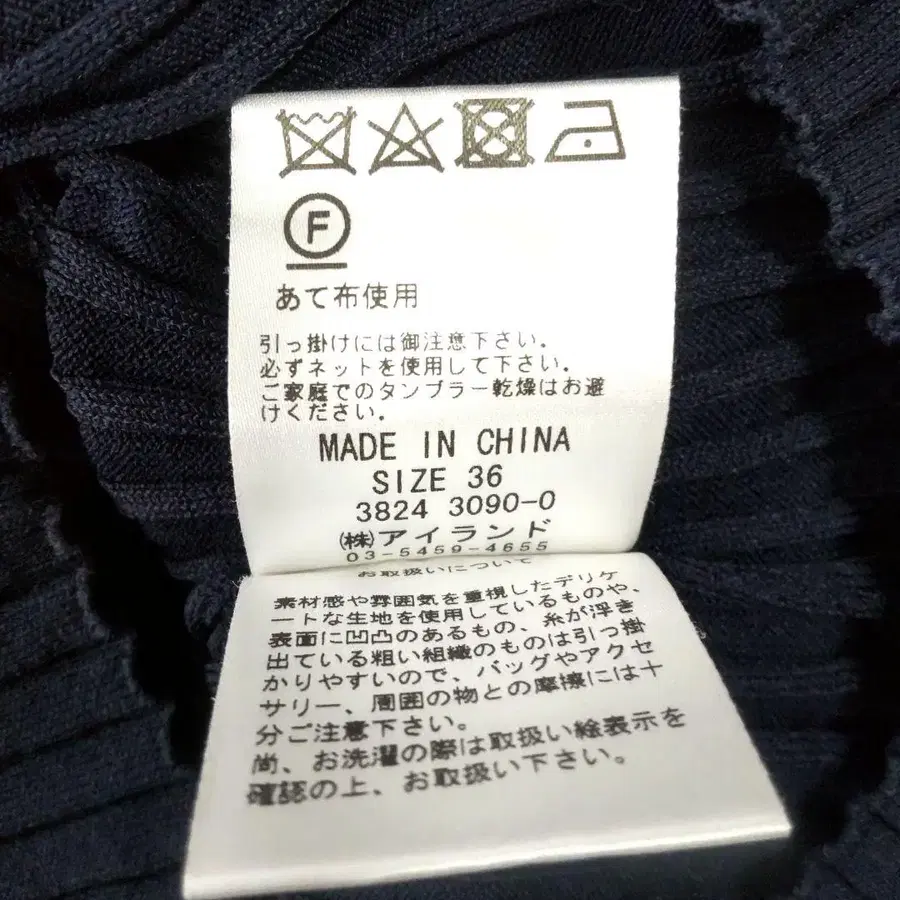 F
あて布使用
引っ掛けには御注意下さい。
必ずネットを使用して下さい。
ご家庭でのタンブラー乾燥はお避
けください。
MADE IN CHINA
SIZE 36
3824 3090-0
㈱アイランド
03-5459-4655
お取扱いについて
素材感や雰囲気を重視したデリケ
ートな生地を使用しているものや、
表面に凹凸のあるもの、糸が浮き
出ている粗い組織のものは引っ掛
かりやすいので、バッグやアクセ
サリー、周囲の物との摩擦には十
分ご注意下さい。
尚、お洗濯の際は取扱い絵表示を
確認の上、お取扱い下さい。